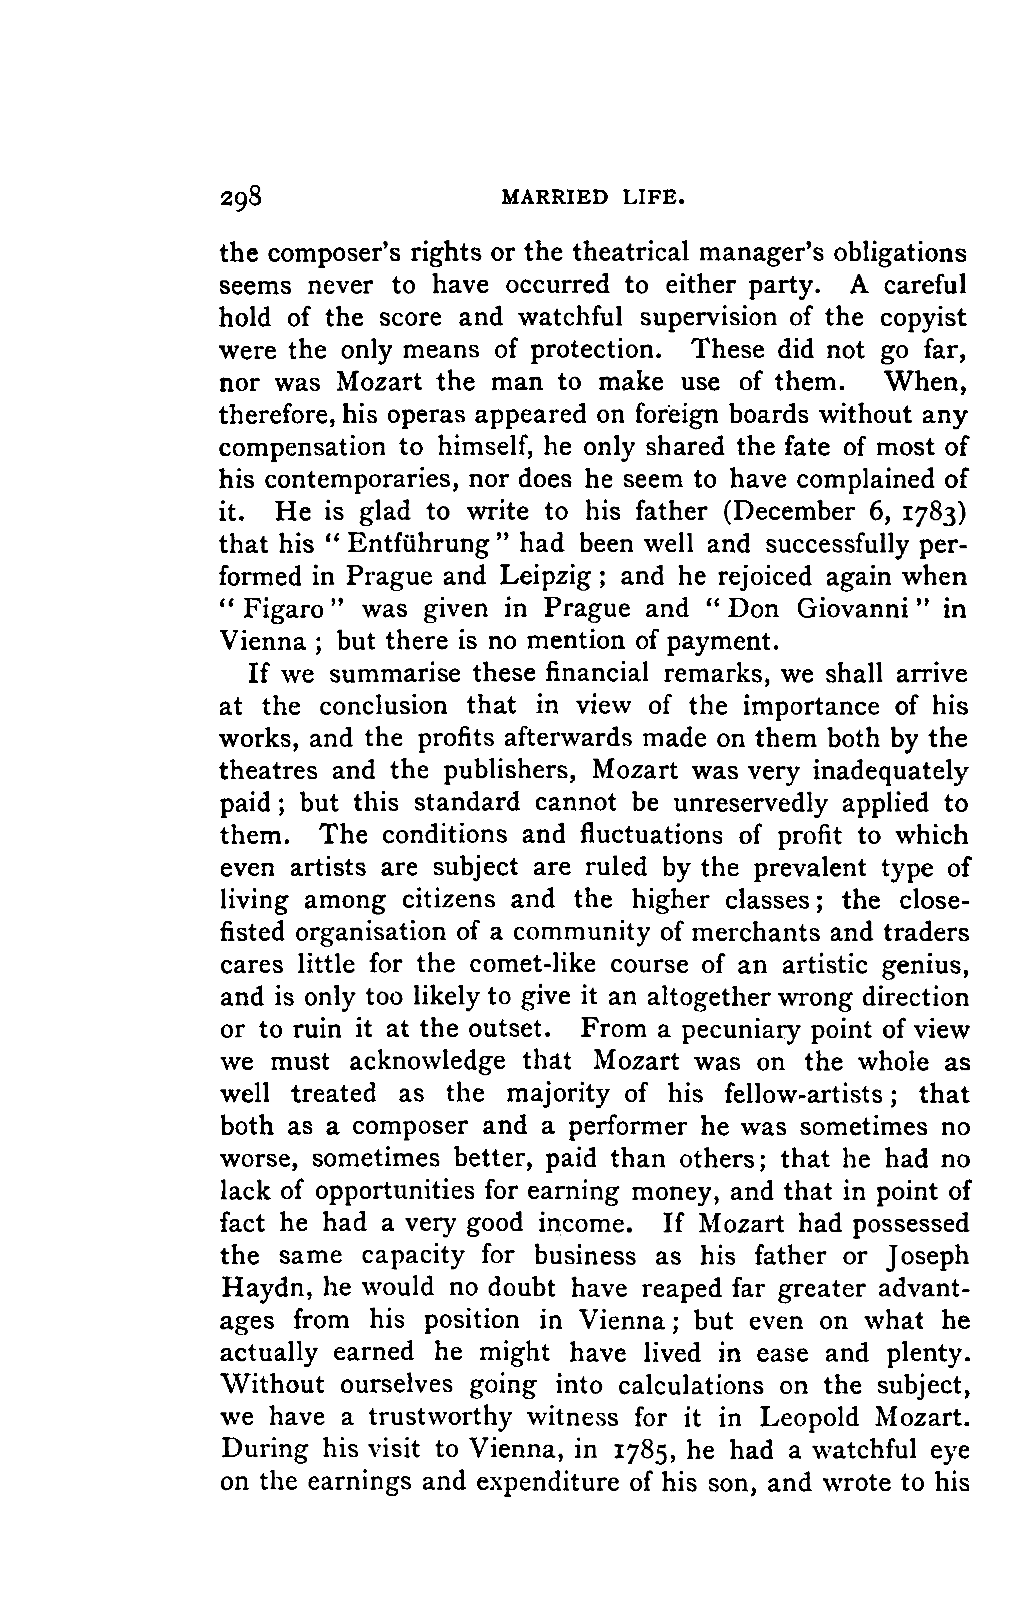 298 MARRIED LIFE.
the composer's rights or the theatrical manager's obligations
seems never to have occurred to either party. A careful
hold of the score and watchful supervision of the copyist
were the only means of protection. These did not go far,
nor was Mozart the man to make use of them. When,
therefore, his operas appeared on foreign boards without any
compensation to himself, he only shared the fate of most of
his contemporaries, nor does he seem to have complained of
it. He is glad to write to his father (December 6, 1783)
that his " Entführung " had been well and successfully per-
formed in Prague and Leipzig ; and he rejoiced again when
" Figaro " was given in Prague and " Don Giovanni " in
Vienna ; but there is no mention of payment.
If we summarise these financial remarks, we shall arrive
at the conclusion that in view of the importance of his
works, and the profits afterwards made on them both by the
theatres and the publishers, Mozart was very inadequately
paid ; but this standard cannot be unreservedly applied to
them. The conditions and fluctuations of profit to which
even artists are subject are ruled by the prevalent type of
living among citizens and the higher classes ; the close-
fisted organisation of a community of merchants and traders
cares little for the comet-like course of an artistic genius,
and is only too likely to give it an altogether wrong direction
or to ruin it at the outset. From a pecuniary point of view
we must acknowledge that Mozart was on the whole as
well treated as the majority of his fellow-artists ; that
both as a composer and a performer he was sometimes no
worse, sometimes better, paid than others ; that he had no
lack of opportunities for earning money, and that in point of
fact he had a very good income. If Mozart had possessed
the same capacity for business as his father or Joseph
Haydn, he would no doubt have reaped far greater advant-
ages from his position in Vienna ; but even on what he
actually earned he might have lived in ease and plenty.
Without ourselves going into calculations on the subject,
we have a trustworthy witness for it in Leopold Mozart.
During his visit to Vienna, in 1785, he had a watchful eye
on the earnings and expenditure of his son, and wrote to his